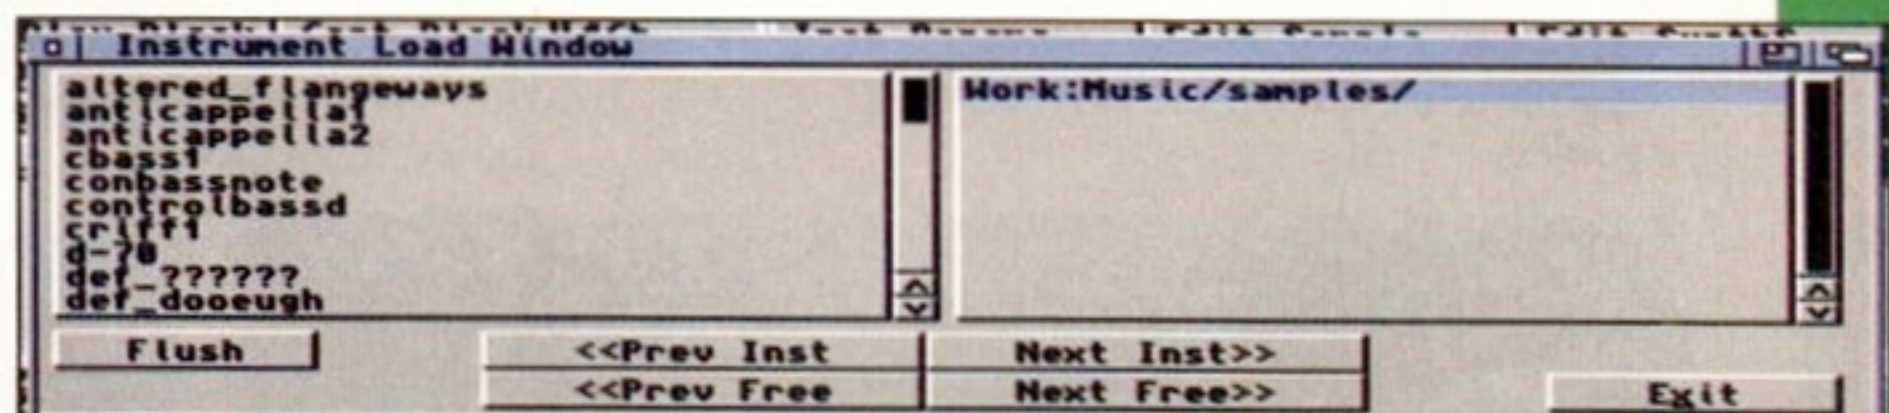 Instrument Load Window
altered_flangeways
anticappella1
anticappella2
cbass1
conbassnote
controlbassd
criff1
d-70
def_??????
def_dooeugh
Work:Music/samples/
Flush
<<Prev Inst
Next Inst>>
<<Prev Free
Next Free>>
Exit